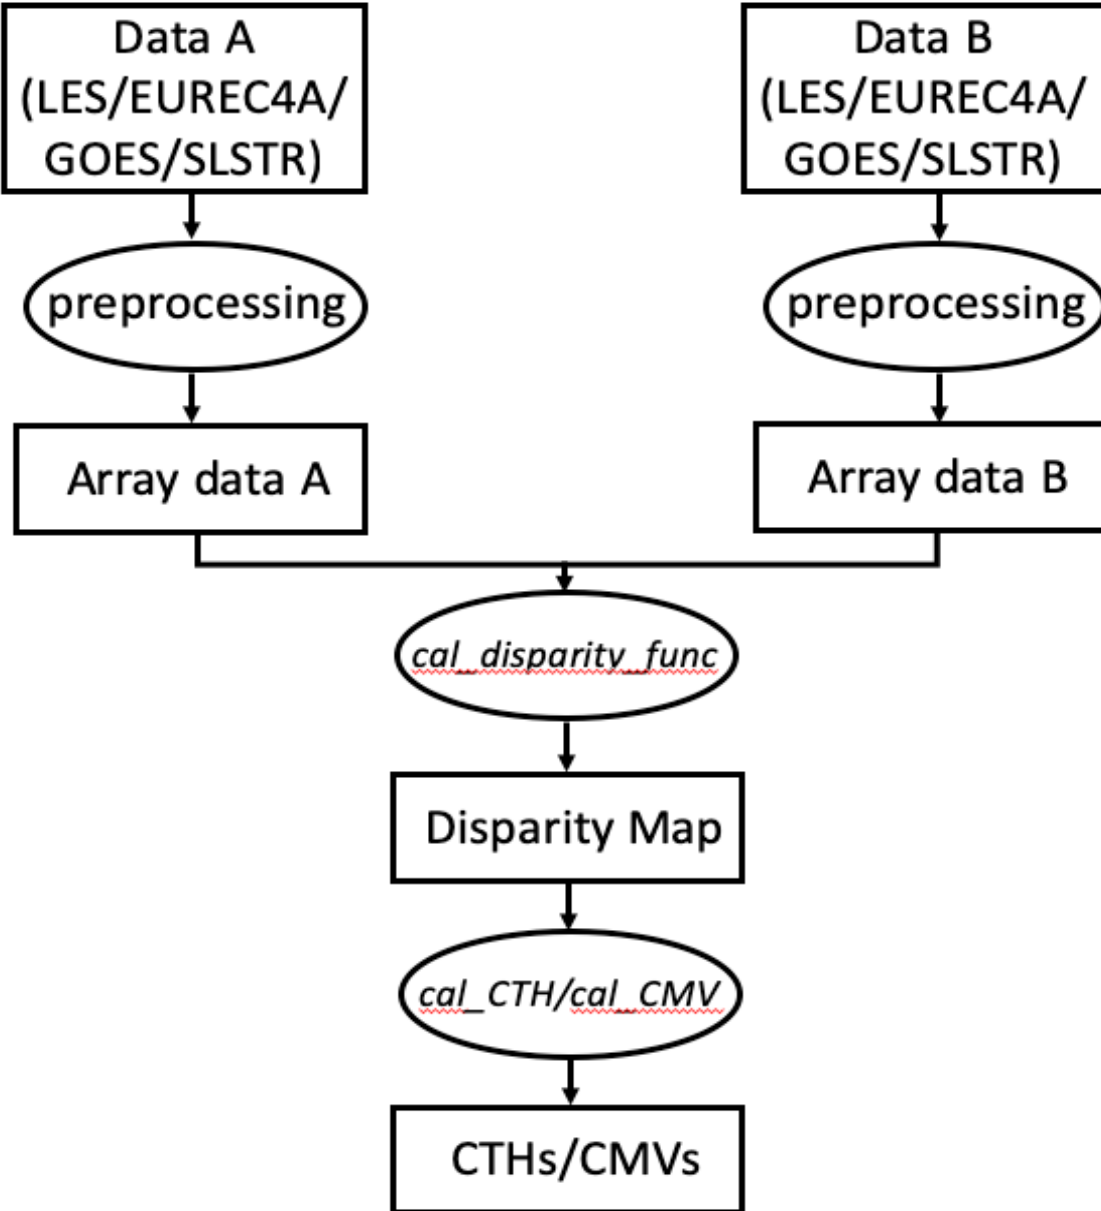 Data A
(LES/EUREC4A/
GOES/SLSTR)
Data B
(LES/EUREC4A/
GOES/SLSTR)
preprocessing
preprocessing
Array data A
Array data B
cal_disparity_func
Disparity Map
cal_CTH/cal_CMV
CTHs/CMVs